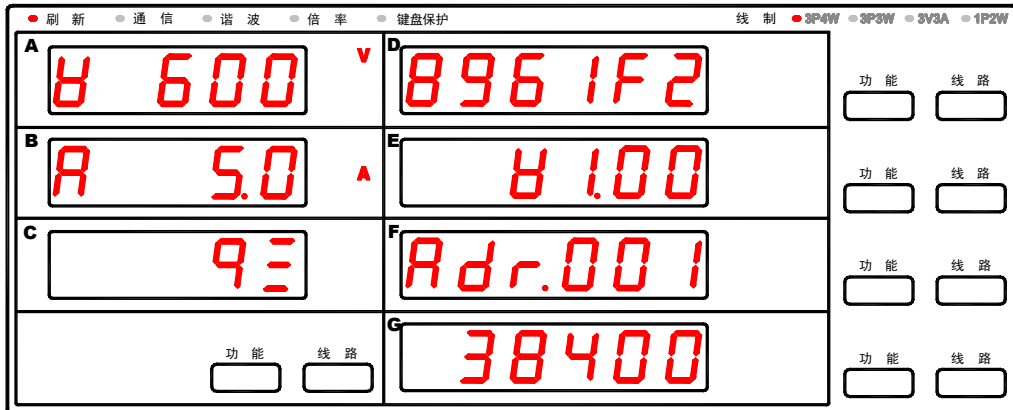 刷 新 通 信 谐 波 倍 率 键盘保护 线 制 3P4W 3P3W 3V3A 1P2W
A 600 V D 8961F2
功 能 线 路
B A 5.0 A E 1.00
功 能 线 路
C q F Adr.001
功 能 线 路
G 38400
功 能 线 路 功 能 线 路